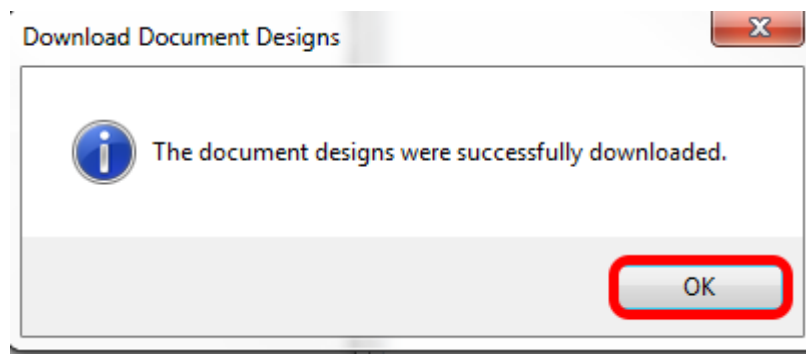 Download Document Designs
The document designs were successfully downloaded.
OK